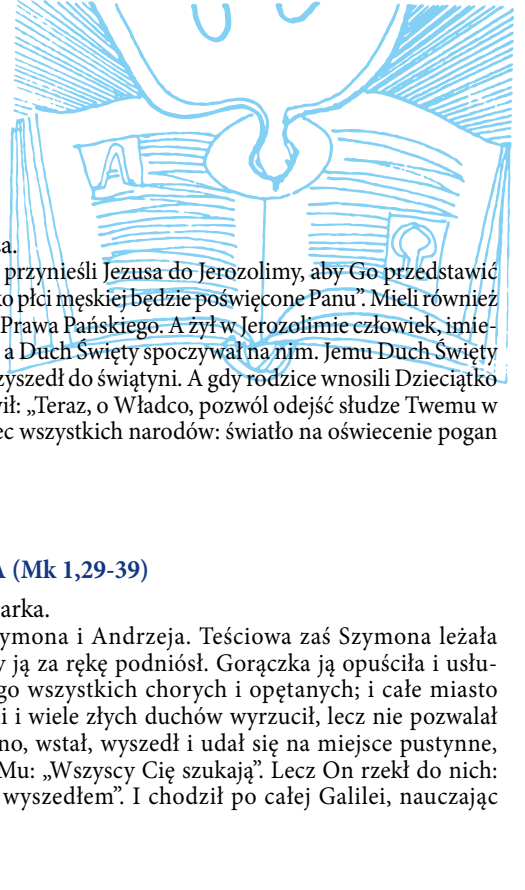 a.
przynieśli Jezusa do Jerozolimy, aby Go przedstawić
o płci męskiej będzie poświęcone Panu”. Mieli również
Prawa Pańskiego. A żył w Jerozolimie człowiek, imie-
a Duch Święty spoczywał na nim. Jemu Duch Święty
zyszedł do świątyni. A gdy rodzice wnosili Dzieciątko
wił: „Teraz, o Władco, pozwól odejść słudze Twemu w
ec wszystkich narodów: światło na oświecenie pogan
A (Mk 1,29-39)
arka.
ymona i Andrzeja. Teściowa zaś Szymona leżała
y ją za rękę podniósł. Gorączka ją opuściła i usłu-
go wszystkich chorych i opętanych; i całe miasto
i i wiele złych duchów wyrzucił, lecz nie pozwalał
no, wstał, wyszedł i udał się na miejsce pustynne,
Mu: „Wszyscy Cię szukają”. Lecz On rzekł do nich:
wyszedłem”. I chodził po całej Galilei, nauczając